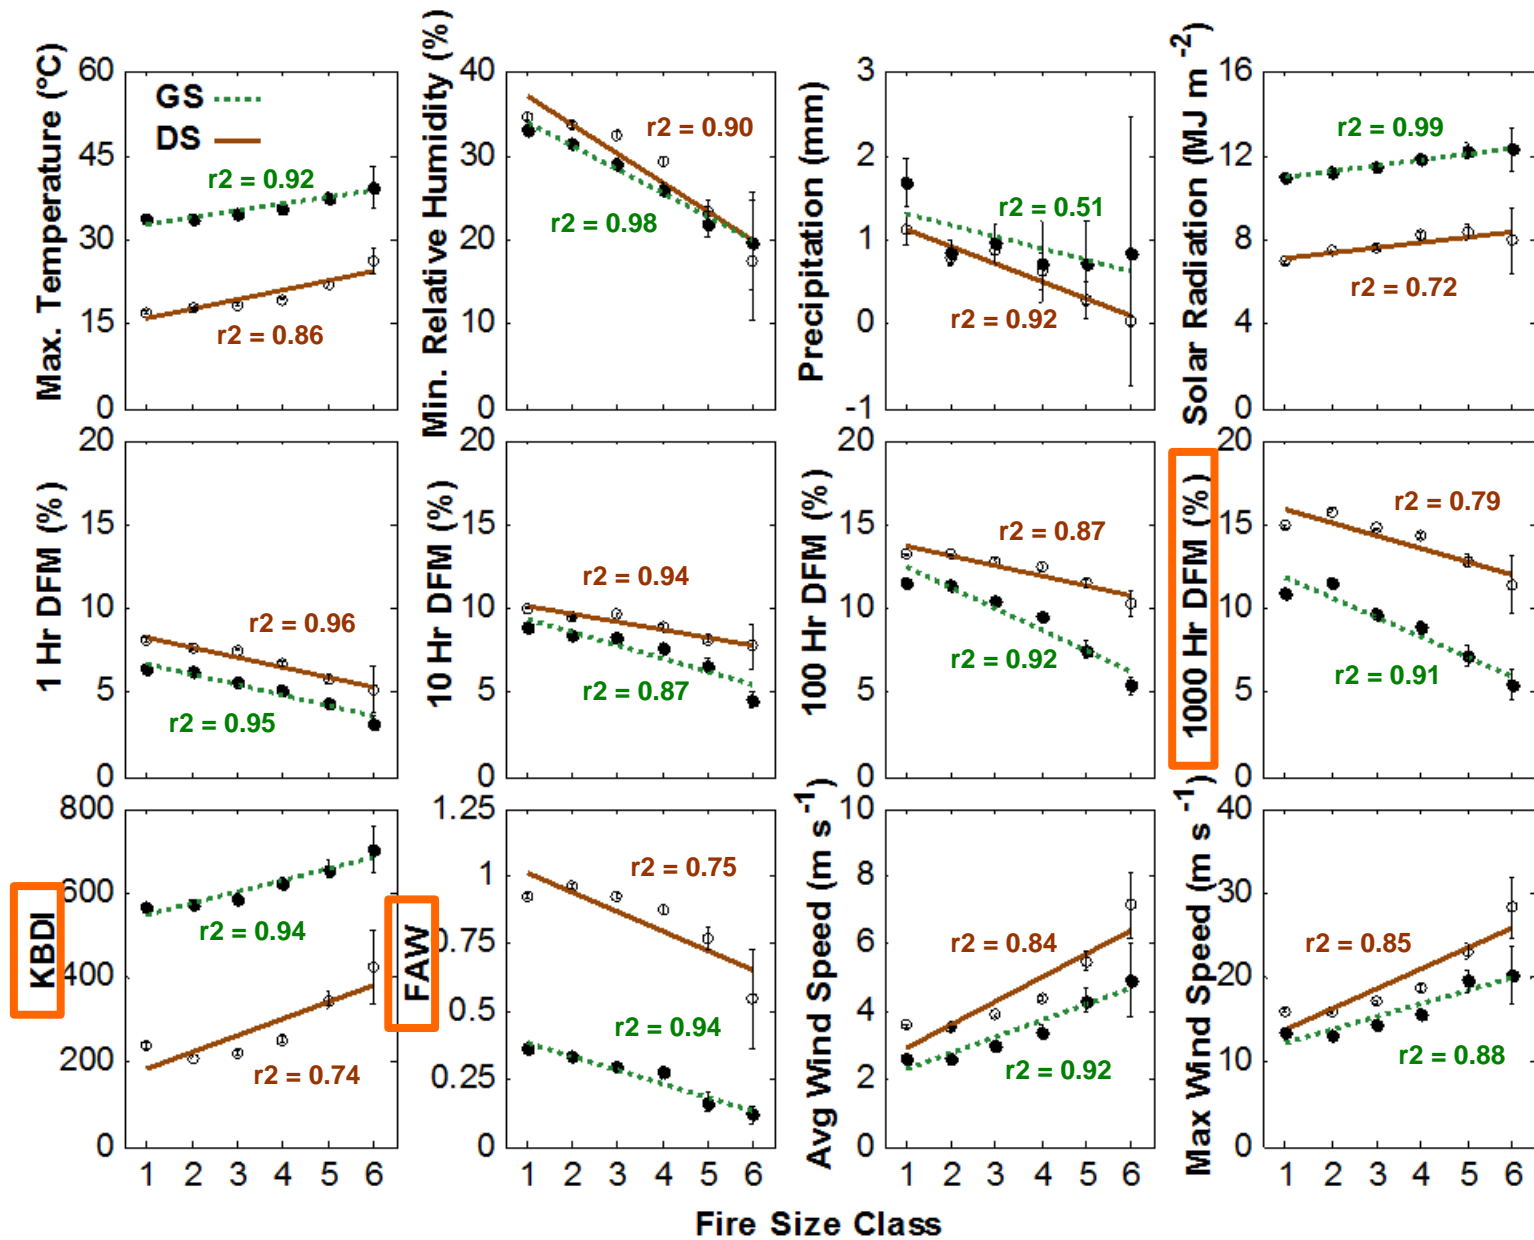 Max. Temperature (°C)
60
45
30
15
0
GS
DS
r2 = 0.92
r2 = 0.86
Min. Relative Humidity (%)
40
30
20
10
0
r2 = 0.90
r2 = 0.98
Precipitation (mm)
3
2
1
0
-1
r2 = 0.51
r2 = 0.92
Solar Radiation (MJ m-2)
16
12
8
4
0
r2 = 0.99
r2 = 0.72
1 Hr DFM (%)
20
15
10
5
0
r2 = 0.96
r2 = 0.95
10 Hr DFM (%)
20
15
10
5
0
r2 = 0.94
r2 = 0.87
100 Hr DFM (%)
20
15
10
5
0
r2 = 0.87
r2 = 0.92
1000 Hr DFM (%)
20
15
10
5
0
r2 = 0.79
r2 = 0.91
KBDI
800
600
400
200
0
r2 = 0.94
r2 = 0.74
1 2 3 4 5 6
FAW
1.25
1
0.75
0.5
0.25
0
r2 = 0.75
r2 = 0.94
1 2 3 4 5 6
Avg Wind Speed (m s-1)
10
8
6
4
2
0
r2 = 0.84
r2 = 0.92
1 2 3 4 5 6
Max Wind Speed (m s-1)
40
30
20
10
0
r2 = 0.85
r2 = 0.88
1 2 3 4 5 6
Fire Size Class